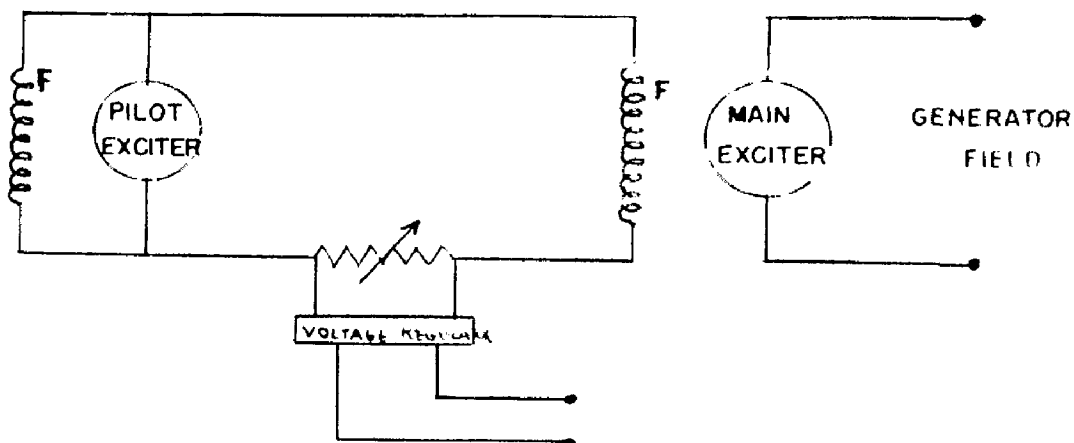 F
PILOT
EXCITER
F
MAIN
EXCITER
GENERATOR
FIELD
VOLTAGE